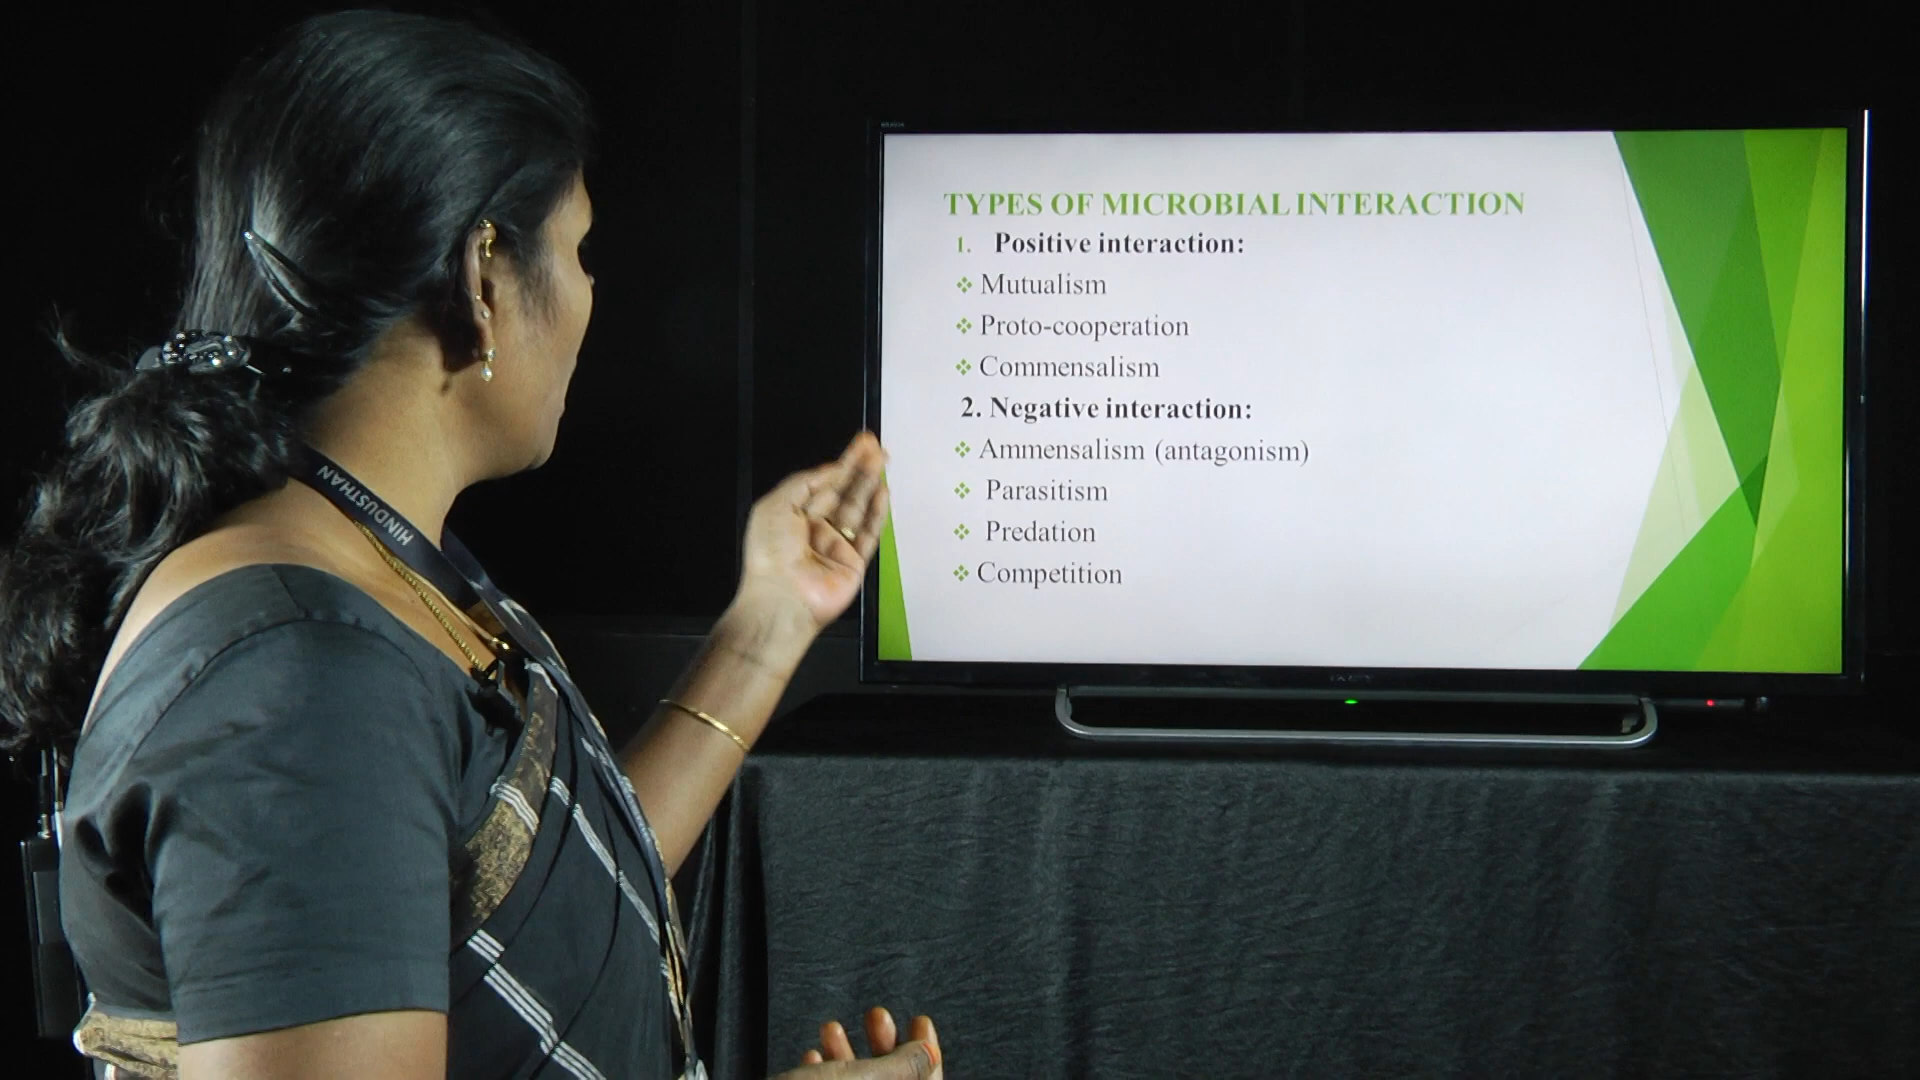 TYPES OF MICROBIAL INTERACTION
1. Positive interaction:
❖ Mutualism
❖ Proto-cooperation
❖ Commensalism
2. Negative interaction:
❖ Ammensalism (antagonism)
❖ Parasitism
❖ Predation
❖ Competition
HINDUSTHAN